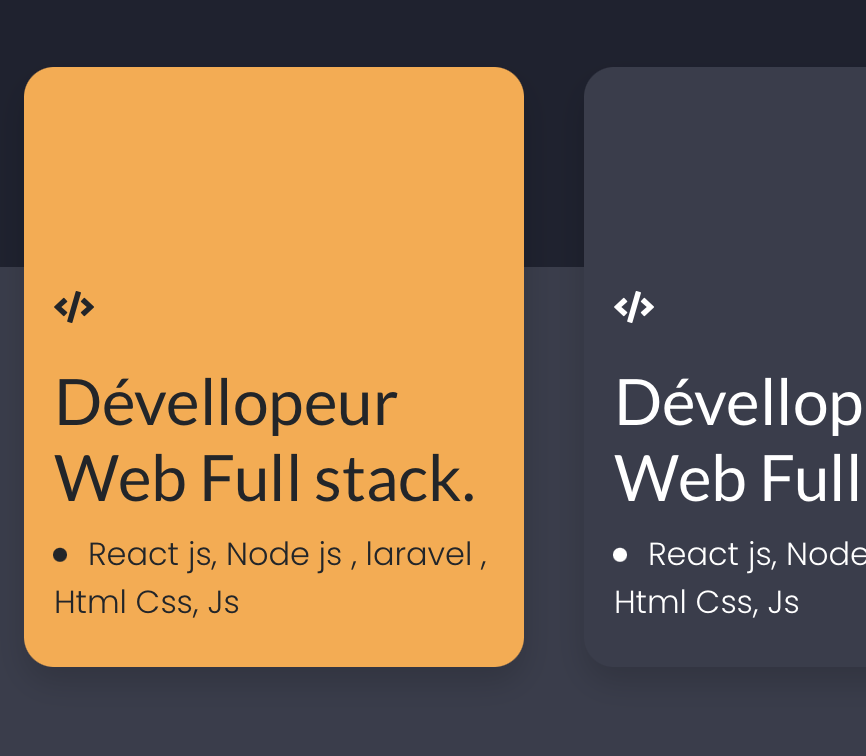 </>
Dévellopeur
Web Full stack.
• React js, Node js , laravel ,
Html Css, Js
</>
Dévellop
Web Full
• React js, Node
Html Css, Js